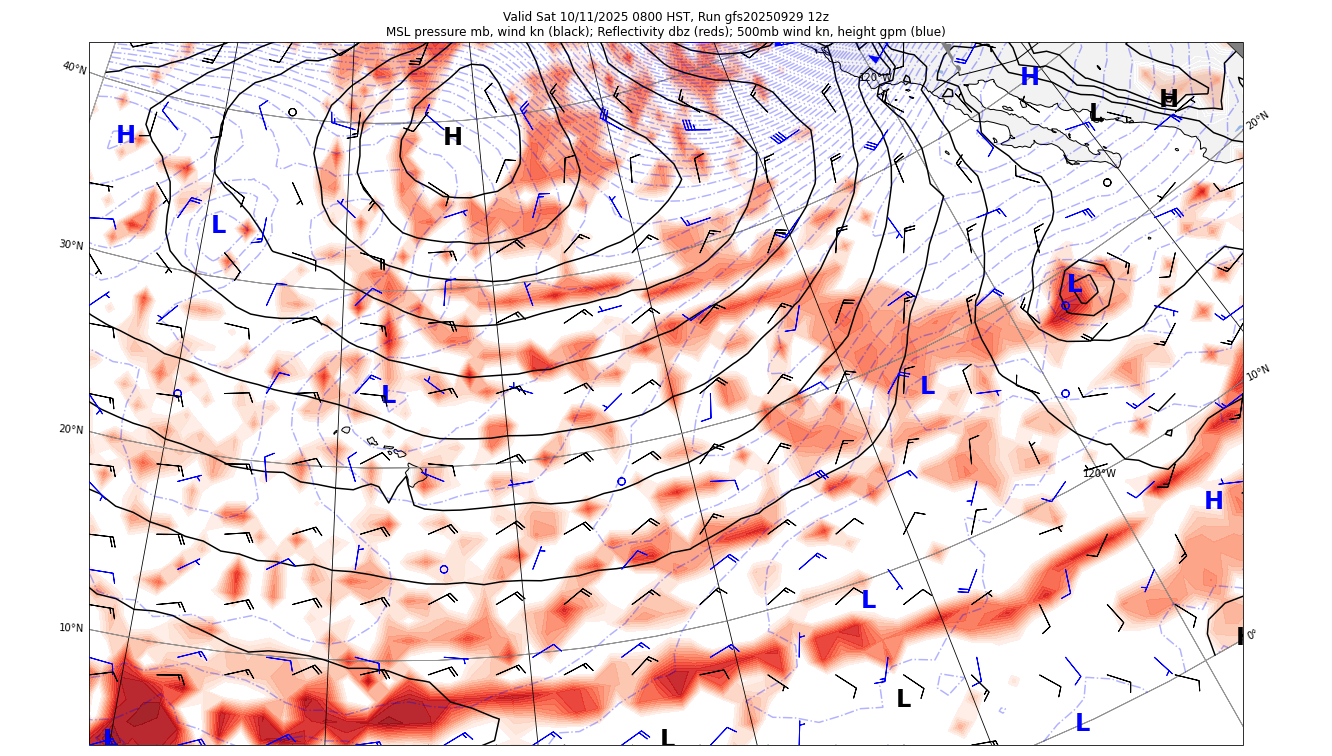 Valid Sat 10/11/2025 0800 HST, Run gfs20250929 12z
MSL pressure mb, wind kn (black); Reflectivity dbz (reds); 500mb wind kn, height gpm (blue)
40°N
120°W
H
H
L
20°N
H
H
30°N
L
L
10°N
L
L
20°N
120°W
H
L
10°N
0°
L
L
L
L